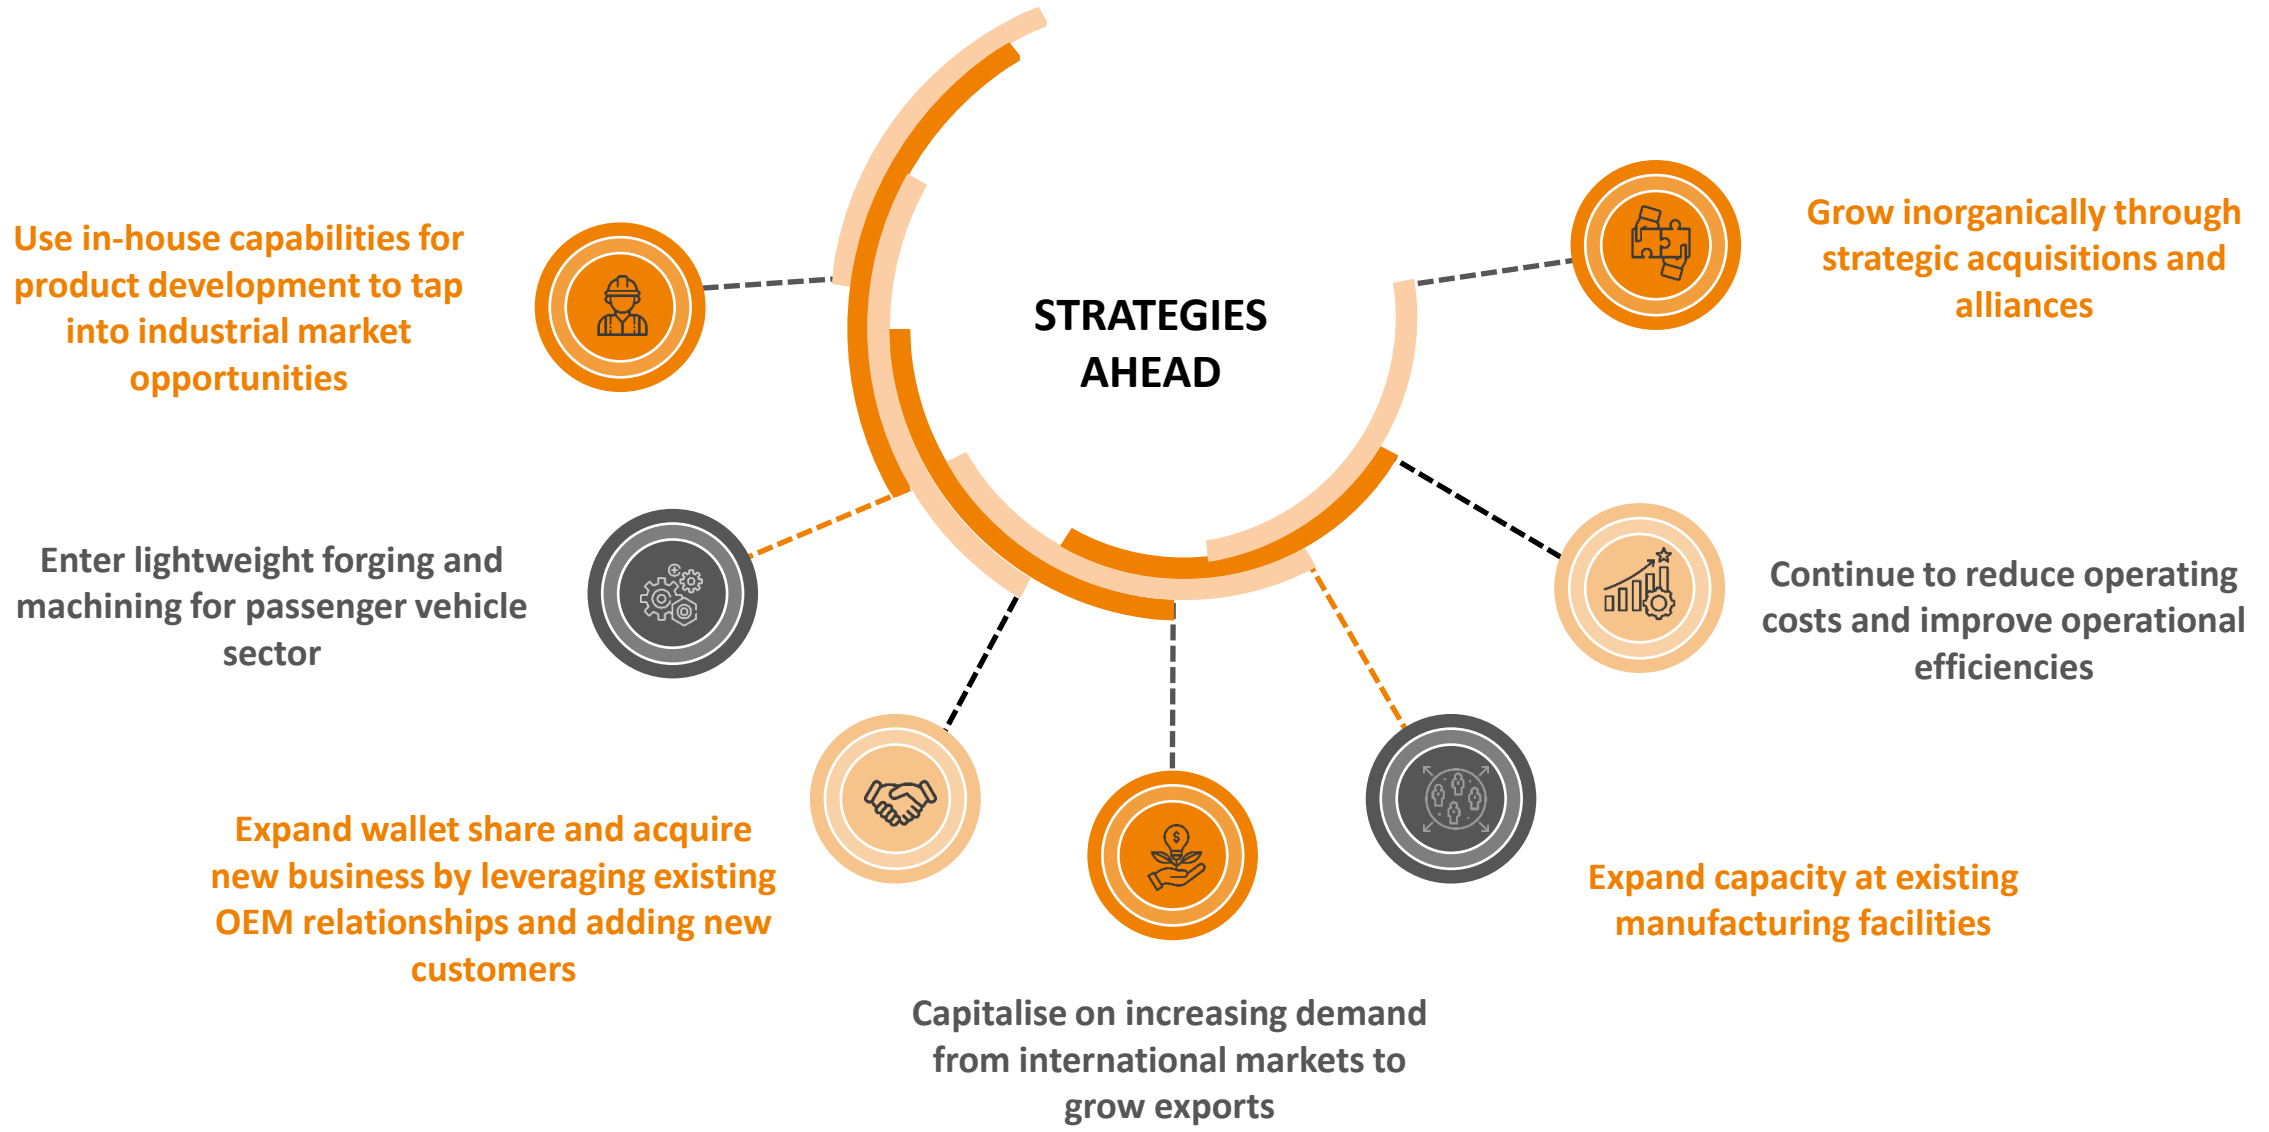 STRATEGIES
AHEAD
Use in-house capabilities for
product development to tap
into industrial market
opportunities
Enter lightweight forging and
machining for passenger vehicle
sector
Expand wallet share and acquire
new business by leveraging existing
OEM relationships and adding new
customers
Capitalise on increasing demand
from international markets to
grow exports
Expand capacity at existing
manufacturing facilities
Continue to reduce operating
costs and improve operational
efficiencies
Grow inorganically through
strategic acquisitions and
alliances